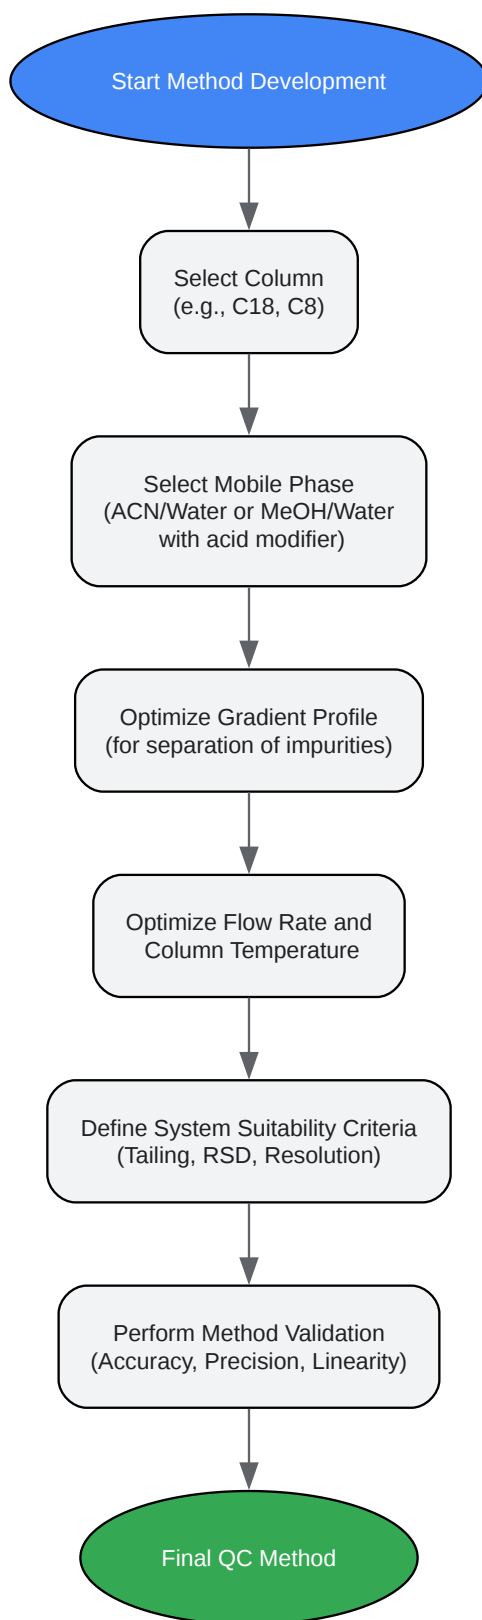 Start Method Development
Select Column
(e.g., C18, C8)
Select Mobile Phase
(ACN/Water or MeOH/Water
with acid modifier)
Optimize Gradient Profile
(for separation of impurities)
Optimize Flow Rate and
Column Temperature
Define System Suitability Criteria
(Tailing, RSD, Resolution)
Perform Method Validation
(Accuracy, Precision, Linearity)
Final QC Method